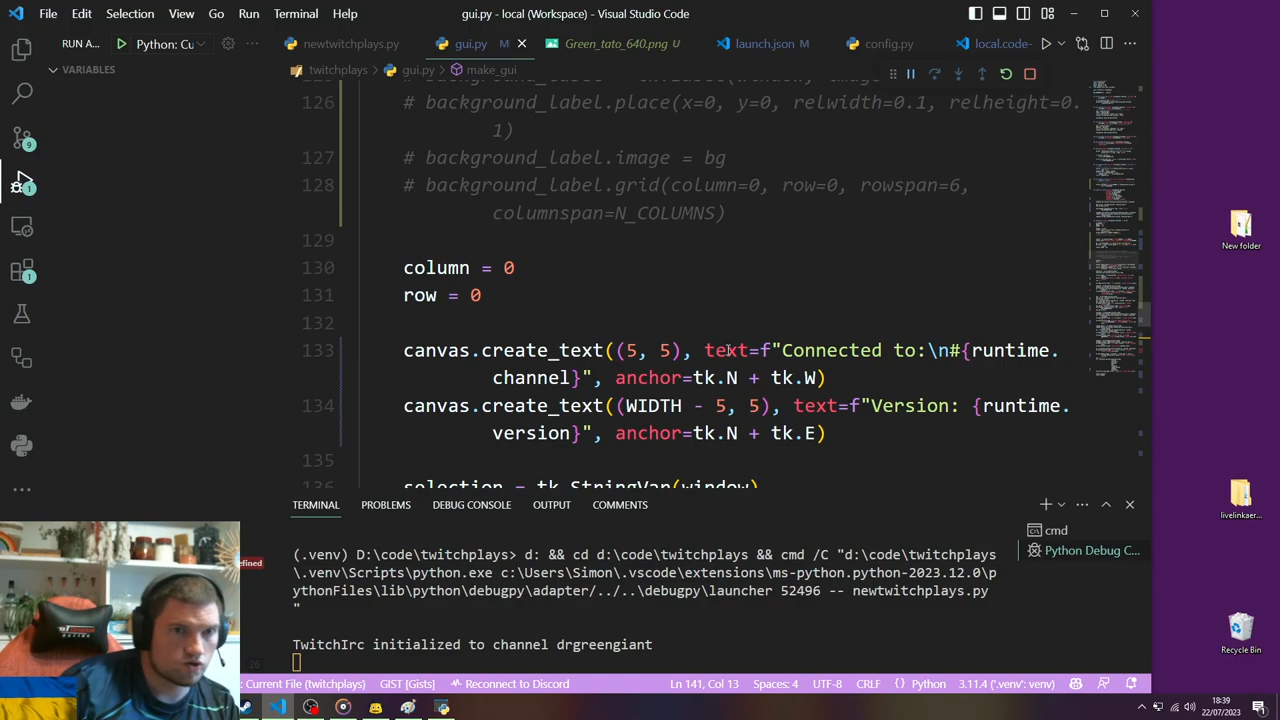 File Edit Selection View Go Run Terminal Help
gui.py - local (Workspace) - Visual Studio Code
RUN A... Python: Cu
newtwitchplays.py
gui.py M
Green_tato_640.png U
launch.json M
config.py
local.code-
VARIABLES
twitchplays > gui.py > make_gui
# background_label.place(x=0, y=0, relwidth=0.1, relheight=0.
1)
# background_label.image = bg
# background_label.grid(column=0, row=0, rowspan=6,
columnspan=N_COLUMNS)
column = 0
row = 0
canvas.create_text((5, 5), text=f"Connected to:\n#{runtime.
channel}", anchor=tk.N + tk.W)
134 canvas.create_text((WIDTH - 5, 5), text=f"Version: {runtime.
version}", anchor=tk.N + tk.E)
135
136 selection = tk.StringVar(window)
TERMINAL PROBLEMS DEBUG CONSOLE OUTPUT COMMENTS
cmd
Python Debug C...
(.venv) D:\code\twitchplays> d: && cd d:\code\twitchplays && cmd /C "d:\code\twitchplays
\.venv\Scripts\python.exe c:\Users\Simon\.vscode\extensions\ms-python.python-2023.12.0\p
ythonFiles\lib\python\debugpy\adapter/../..\debugpy\launcher 52496 -- newtwitchplays.py
"
TwitchIrc initialized to channel drgreengiant
: Current File (twitchplays) GIST [Gists] Reconnect to Discord Ln 141, Col 13 Spaces: 4 UTF-8 CRLF Python 3.11.4 ('.venv': venv)
18:39
22/07/2023
New folder
livelinkaer...
Recycle Bin